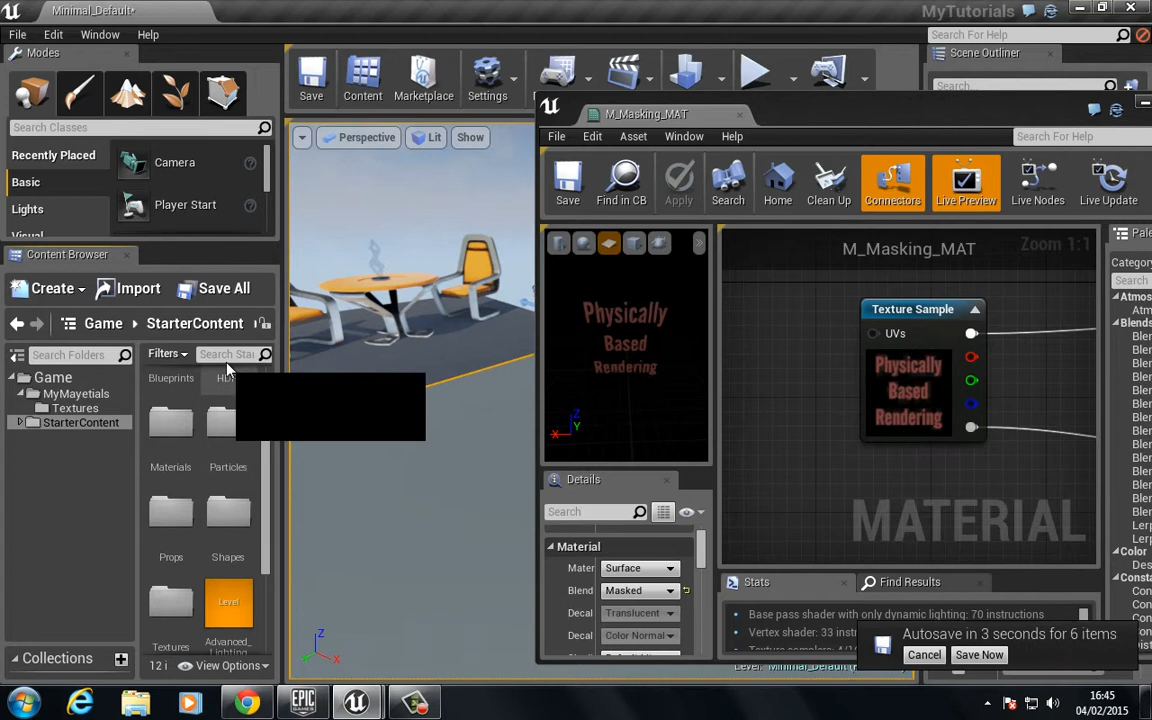 Minimal_Default*
MyTutorials
File Edit Window Help
Search For Help
Modes
Search Classes
Recently Placed
Basic
Lights
Visual
Camera
Player Start
Save Content Marketplace Settings
Scene Outliner
Search
Perspective Lit Show
Content Browser
Create Import Save All
Game StarterContent
Search Folders
Filters Search Star
Game
MyMayetials
Textures
StarterContent
Blueprints
Materials Particles
Props Shapes
Level
Textures Advanced_
Lighting
Collections
12 i View Options
M_Masking_MAT
File Edit Asset Window Help
Search For Help
Save Find in CB Apply Search Home Clean Up Connectors Live Preview Live Nodes Live Update
M_Masking_MAT
Zoom 1:1
Physically
Based
Rendering
Z
X Y
Texture Sample
UVs
Physically
Based
Rendering
MATERIAL
Details
Search
Material
Mater Surface
Blend Masked
Decal Translucent
Decal Color Normal
Stats
Find Results
Base pass shader with only dynamic lighting: 70 instructions
Vertex shader: 33 instr
Pale
Category
Search
Atmos
Atm
Blends
Ble
Ble
Ble
Ble
Ble
Ble
Ble
Ble
Ble
Ble
Ble
Ble
Ble
Lerp
Color
Des
Consta
Con
Autosave in 3 seconds for 6 items
Cancel Save Now
Level: Minimal_Default
Z
X
EPIC
GAMES
16:45
04/02/2015